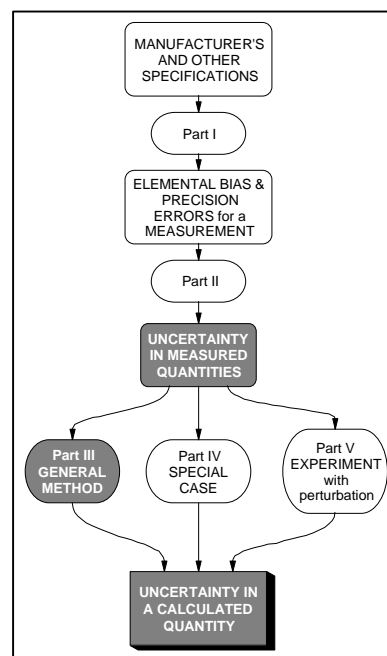 MANUFACTURER'S
AND OTHER
SPECIFICATIONS
Part I
ELEMENTAL BIAS &
PRECISION
ERRORS for a
MEASUREMENT
Part II
UNCERTAINTY
IN MEASURED
QUANTITIES
Part III
GENERAL
METHOD
Part IV
SPECIAL
CASE
Part V
EXPERIMENT
with
perturbation
UNCERTAINTY IN
A CALCULATED
QUANTITY